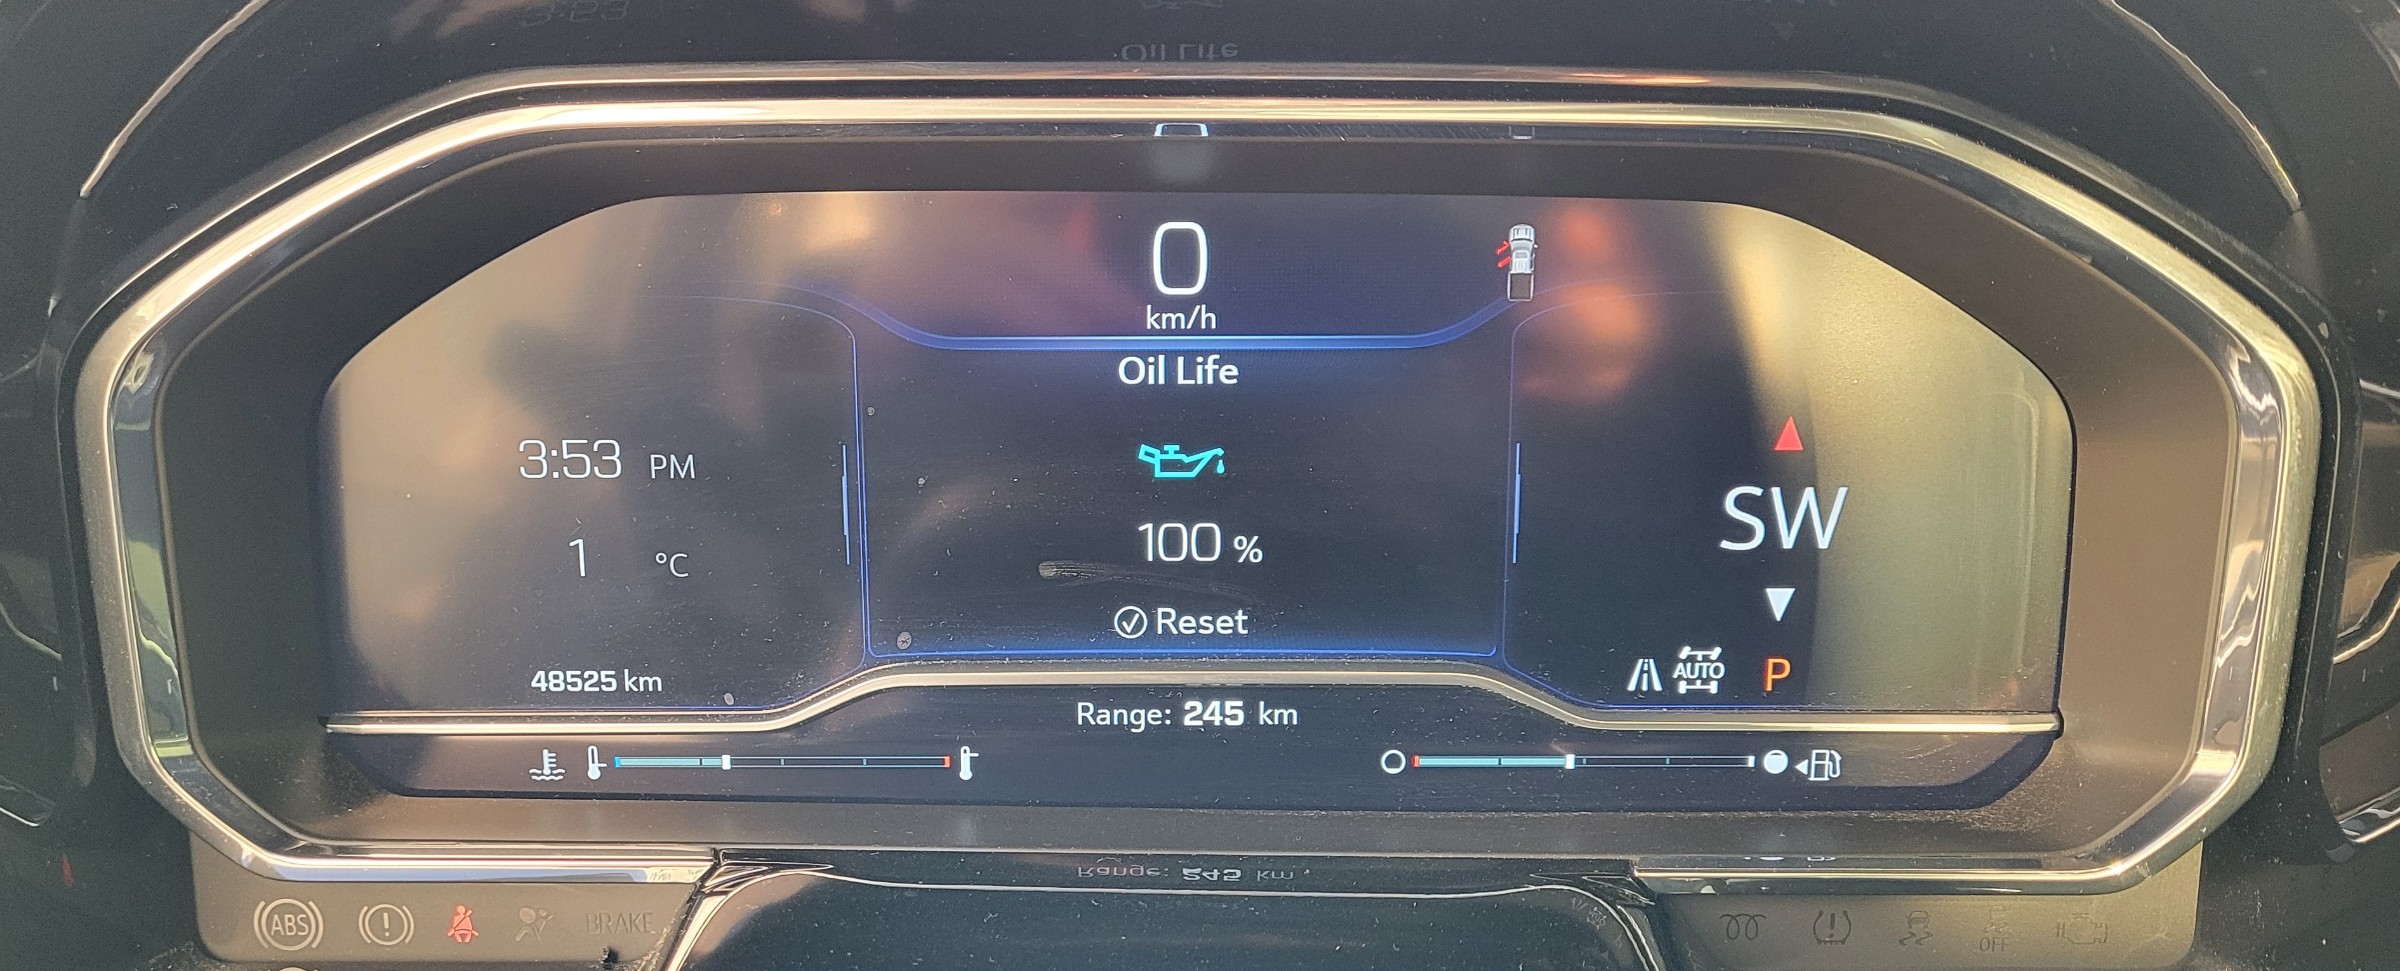 0
km/h
Oil Life
3:53 PM
100 %
SW
1 °C
Reset
AUTO
P
48525 km
Range: 245 km
ABS
BRAKE
OFF